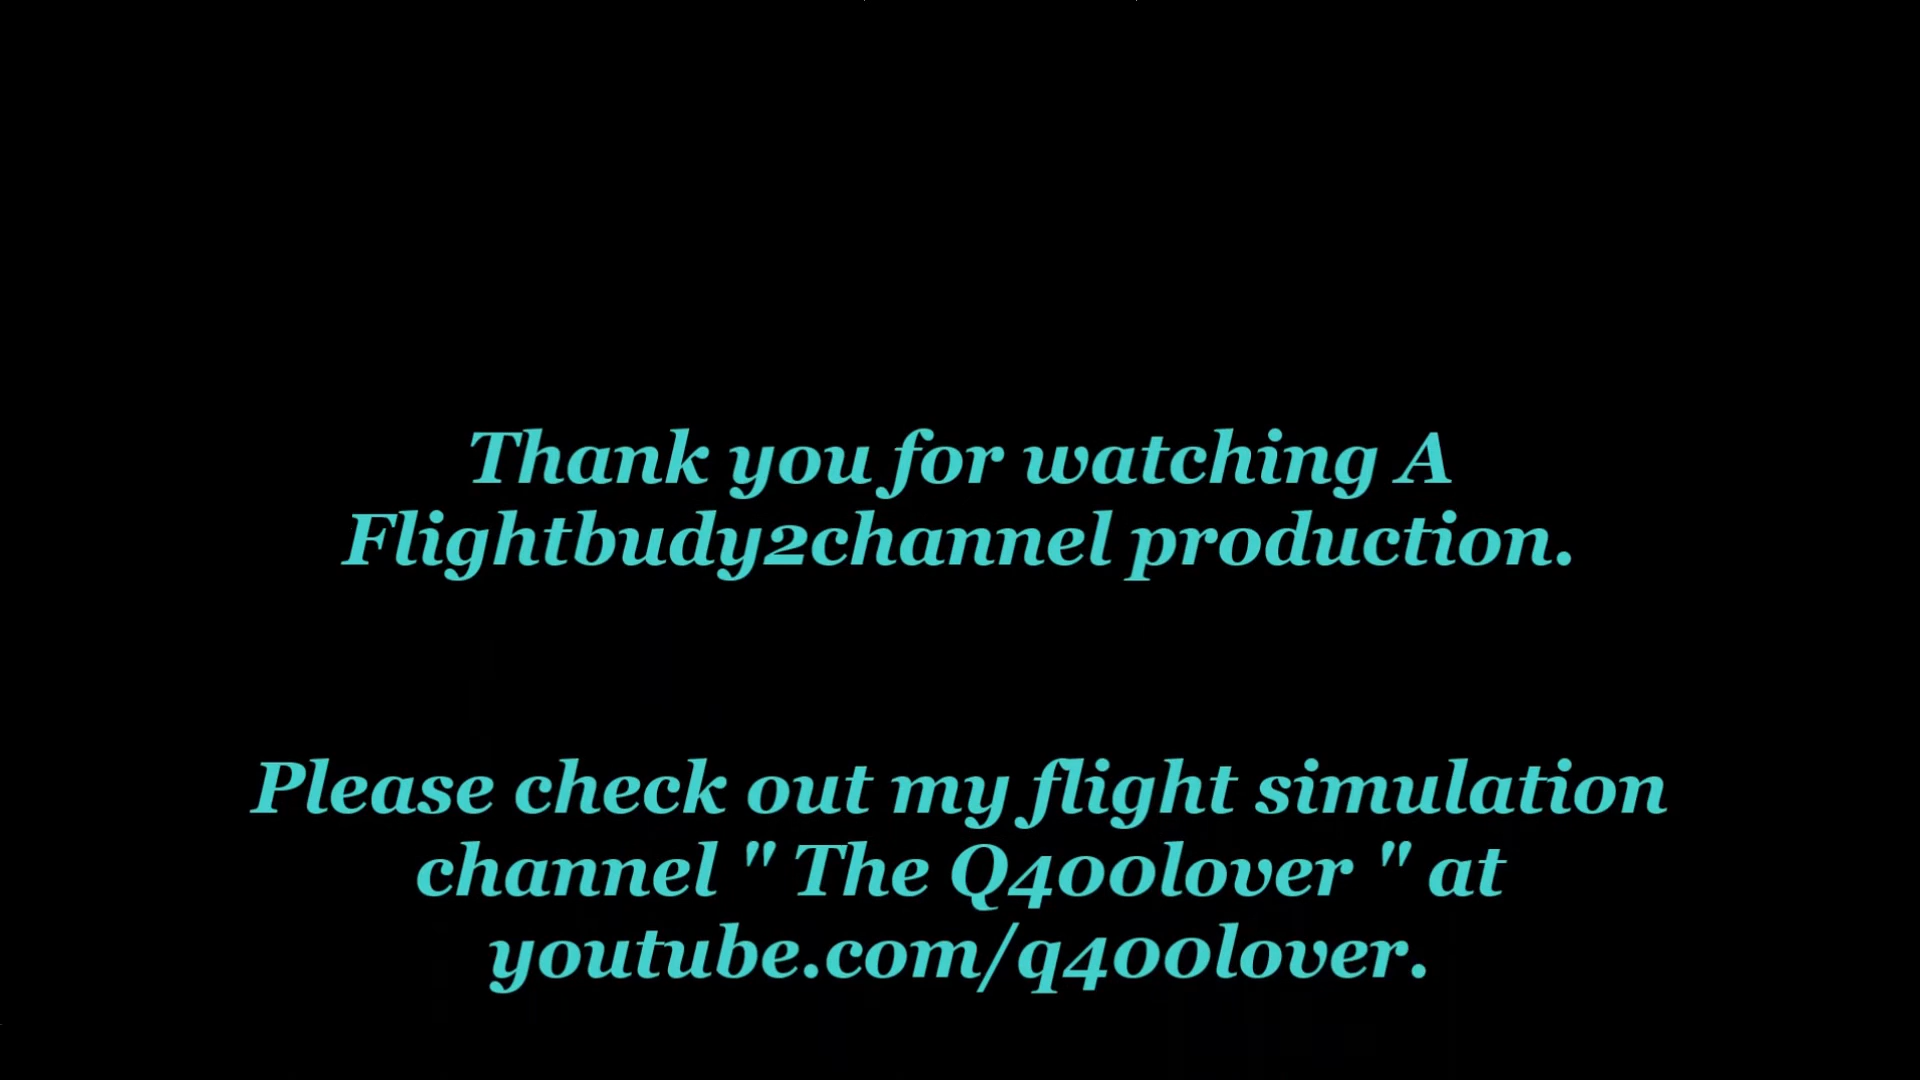 Thank you for watching A
Flightbudy2channel production.
Please check out my flight simulation
channel " The Q400lover " at
youtube.com/q400lover.